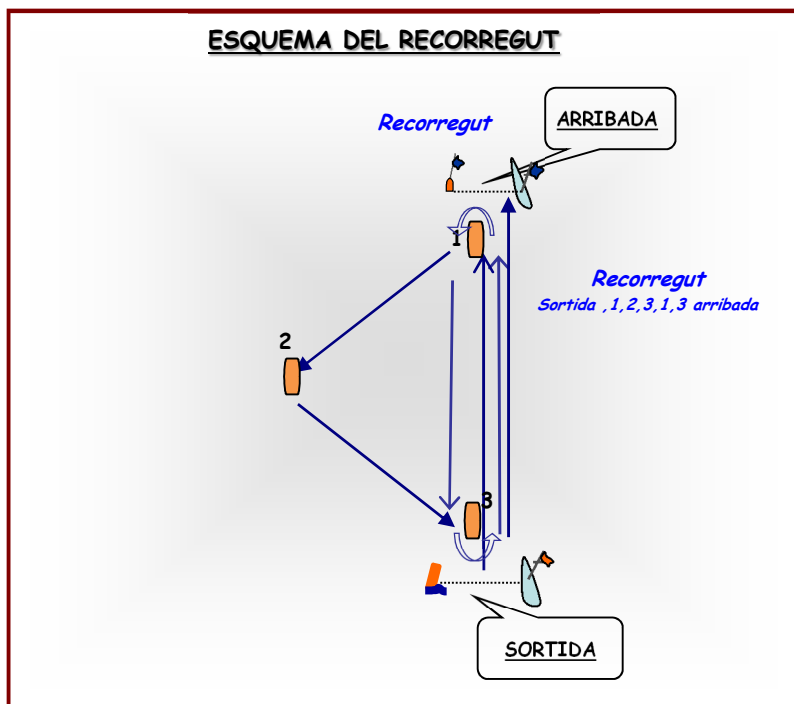 ESQUEMA DEL RECORREGUT
ARRIBADA
Recorregut
1
Recorregut
Sortida ,1,2,3,1,3 arribada
2
3
SORTIDA